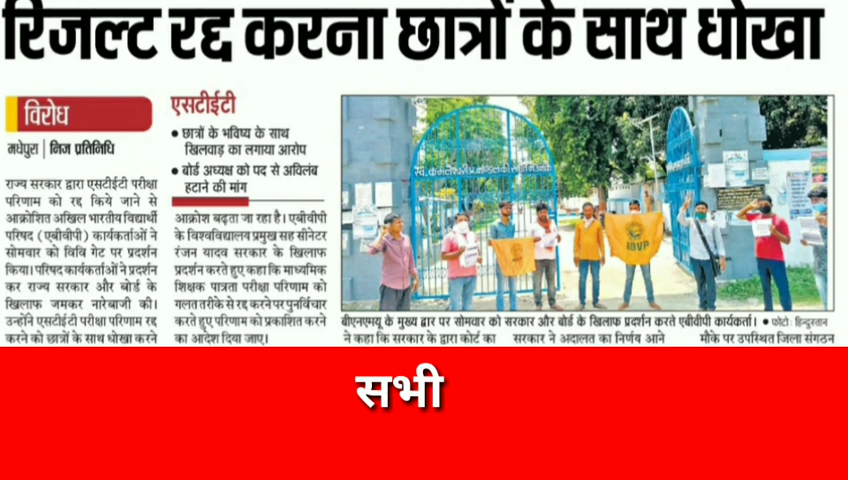 रिजल्ट रद्द करना छात्रों के साथ धोखा
विरोध
मधेपुरा | निज प्रतिनिधि
राज्य सरकार द्वारा एसटीईटी परीक्षा
परिणाम को रद्द किये जाने से
आक्रोशित अखिल भारतीय विद्यार्थी
परिषद (एबीवीपी) कार्यकर्ताओं ने
सोमवार को विवि गेट पर प्रदर्शन
किया। परिषद कार्यकर्ताओं ने प्रदर्शन
कर राज्य सरकार और बोर्ड के
खिलाफ जमकर नारेबाजी की।
उन्होंने एसटीईटी परीक्षा परिणाम रद्द
करने को छात्रों के साथ धोखा करने
एसटीईटी
• छात्रों के भविष्य के साथ
खिलवाड़ का लगाया आरोप
• बोर्ड अध्यक्ष को पद से अविलंब
हटाने की मांग
आक्रोश बढ़ता जा रहा है। एबीवीपी
के विश्वविद्यालय प्रमुख सह सीनेटर
रंजन यादव सरकार के खिलाफ
प्रदर्शन करते हुए कहा कि माध्यमिक
शिक्षक पात्रता परीक्षा परिणाम को
गलत तरीके से रद्द करने पर पुनर्विचार
करते हुए परिणाम को प्रकाशित करने
का आदेश दिया जाए।
ABVP
बीएनएमयू के मुख्य द्वार पर सोमवार को सरकार और बोर्ड के खिलाफ प्रदर्शन करते एबीवीपी कार्यकर्ता। • फोटो: हिन्दुस्तान
ने कहा कि सरकार के द्वारा कोर्ट का
सरकार ने अदालत का निर्णय आने
मौके पर उपस्थित जिला संगठन
सभी